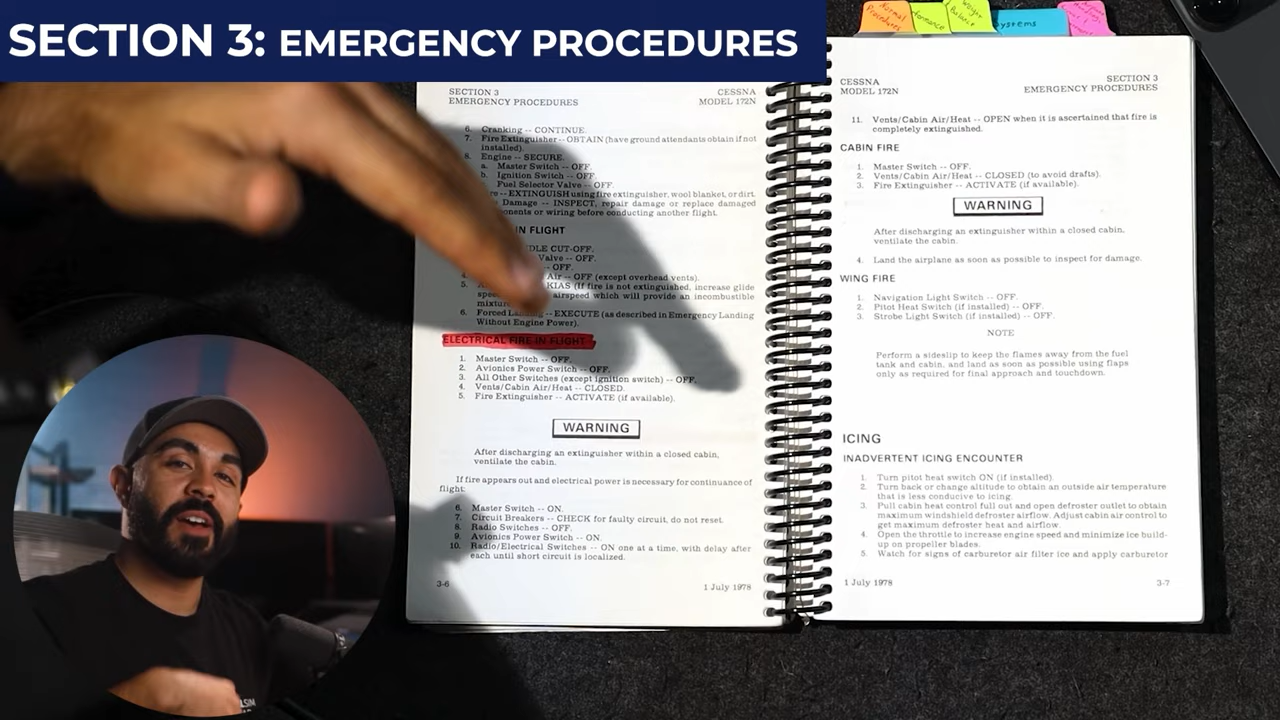 SECTION 3: EMERGENCY PROCEDURES
Normal
Procedures
formance
Weight
Balance
Systems
SECTION 3
EMERGENCY PROCEDURES
CESSNA
MODEL 172N
6. Cranking -- CONTINUE.
7. Fire Extinguisher -- OBTAIN (have ground attendants obtain if not
installed).
8. Engine -- SECURE.
a. Master Switch -- OFF.
b. Ignition Switch -- OFF.
Fuel Selector Valve -- OFF.
re -- EXTINGUISH using fire extinguisher, wool blanket, or dirt.
Damage -- INSPECT, repair damage or replace damaged
onents or wiring before conducting another flight.
IN FLIGHT
DLE CUT-OFF.
Valve -- OFF.
-- OFF.
Air -- OFF (except overhead vents).
5. KIAS (If fire is not extinguished, increase glide
airspeed which will provide an incombustible
mixture
6. Forced Landing -- EXECUTE (as described in Emergency Landing
Without Engine Power).
ELECTRICAL FIRE IN FLIGHT
1. Master Switch -- OFF.
2. Avionics Power Switch -- OFF.
3. All Other Switches (except ignition switch) -- OFF.
4. Vents/Cabin Air/Heat -- CLOSED.
5. Fire Extinguisher -- ACTIVATE (if available).
WARNING
After discharging an extinguisher within a closed cabin,
ventilate the cabin.
If fire appears out and electrical power is necessary for continuance of
flight:
6. Master Switch -- ON.
7. Circuit Breakers -- CHECK for faulty circuit, do not reset.
8. Radio Switches -- OFF.
9. Avionics Power Switch -- ON.
10. Radio/Electrical Switches -- ON one at a time, with delay after
each until short circuit is localized.
3-6
1 July 1978
CESSNA
MODEL 172N
SECTION 3
EMERGENCY PROCEDURES
11. Vents/Cabin Air/Heat -- OPEN when it is ascertained that fire is
completely extinguished.
CABIN FIRE
1. Master Switch -- OFF.
2. Vents/Cabin Air/Heat -- CLOSED (to avoid drafts).
3. Fire Extinguisher -- ACTIVATE (if available).
WARNING
After discharging an extinguisher within a closed cabin,
ventilate the cabin.
4. Land the airplane as soon as possible to inspect for damage.
WING FIRE
1. Navigation Light Switch -- OFF.
2. Pitot Heat Switch (if installed) -- OFF.
3. Strobe Light Switch (if installed) -- OFF.
NOTE
Perform a sideslip to keep the flames away from the fuel
tank and cabin, and land as soon as possible using flaps
only as required for final approach and touchdown.
ICING
INADVERTENT ICING ENCOUNTER
1. Turn pitot heat switch ON (if installed).
2. Turn back or change altitude to obtain an outside air temperature
that is less conducive to icing.
3. Pull cabin heat control full out and open defroster outlet to obtain
maximum windshield defroster airflow. Adjust cabin air control to
get maximum defroster heat and airflow.
4. Open the throttle to increase engine speed and minimize ice build-
up on propeller blades.
5. Watch for signs of carburetor air filter ice and apply carburetor
1 July 1978
3-7